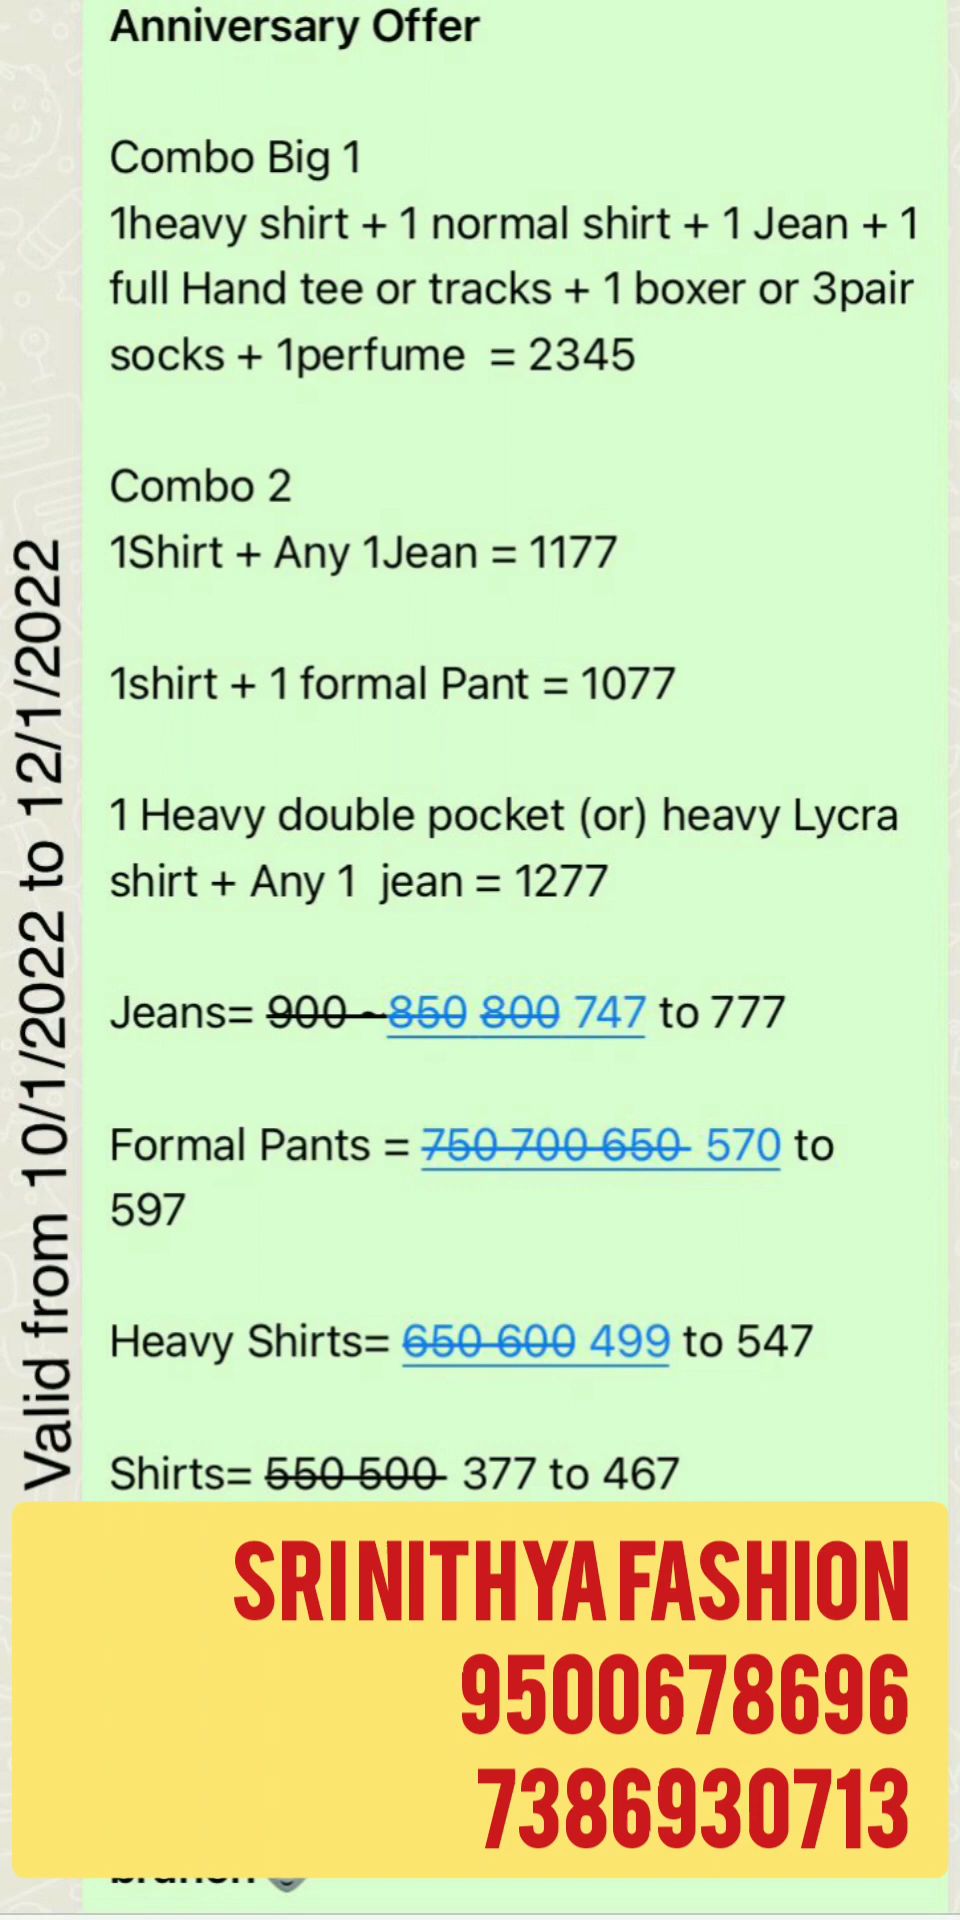 Anniversary Offer
Combo Big 1
1heavy shirt + 1 normal shirt + 1 Jean + 1
full Hand tee or tracks + 1 boxer or 3pair
socks + 1perfume  = 2345
Combo 2
1Shirt + Any 1Jean = 1177
1shirt + 1 formal Pant = 1077
1 Heavy double pocket (or) heavy Lycra
shirt + Any 1  jean = 1277
Jeans= 900 ~850 800 747 to 777
Formal Pants = 750 700 650  570 to
597
Heavy Shirts= 650 600 499 to 547
Shirts= 550 500  377 to 467
Valid from 10/1/2022 to 12/1/2022
SRI NITHYA FASHION
9500678696
7386930713